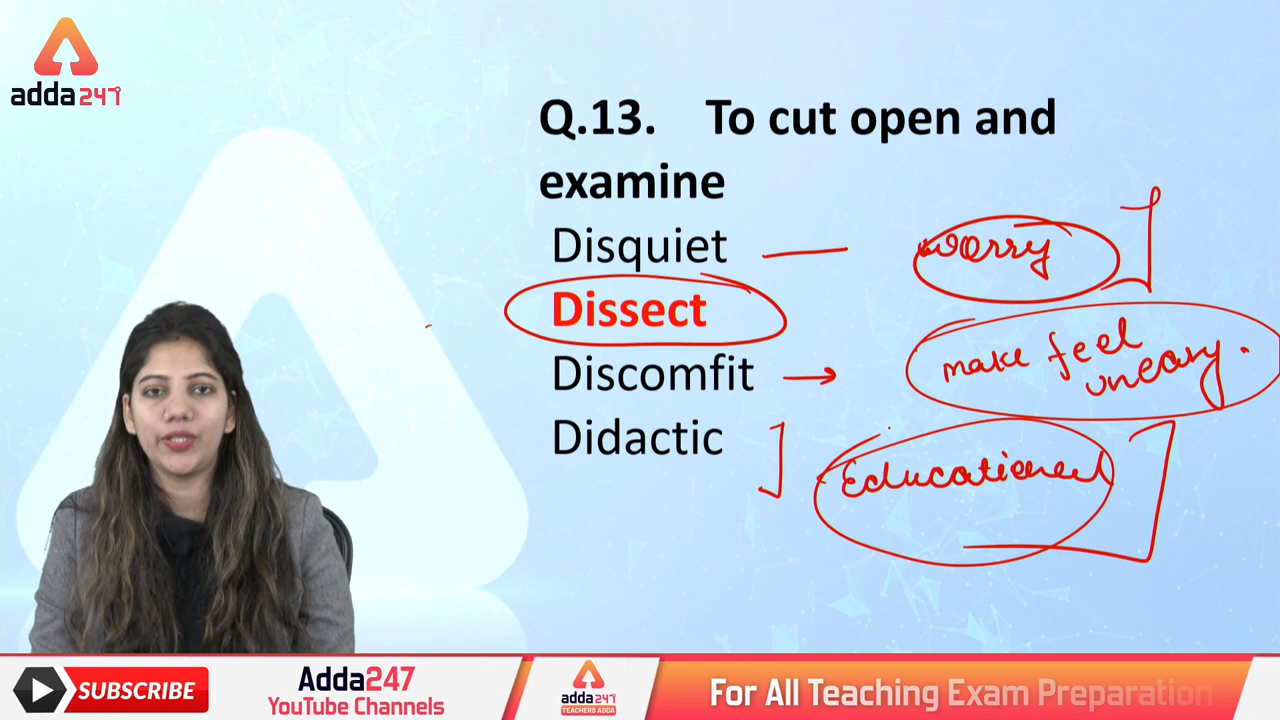 adda247
Q.13. To cut open and
examine
Disquiet
worry
Dissect
Discomfit
make feel
uneasy.
Didactic
Educational
SUBSCRIBE
Adda247
YouTube Channels
adda247
TEACHERS ADDA
For All Teaching Exam Preparation